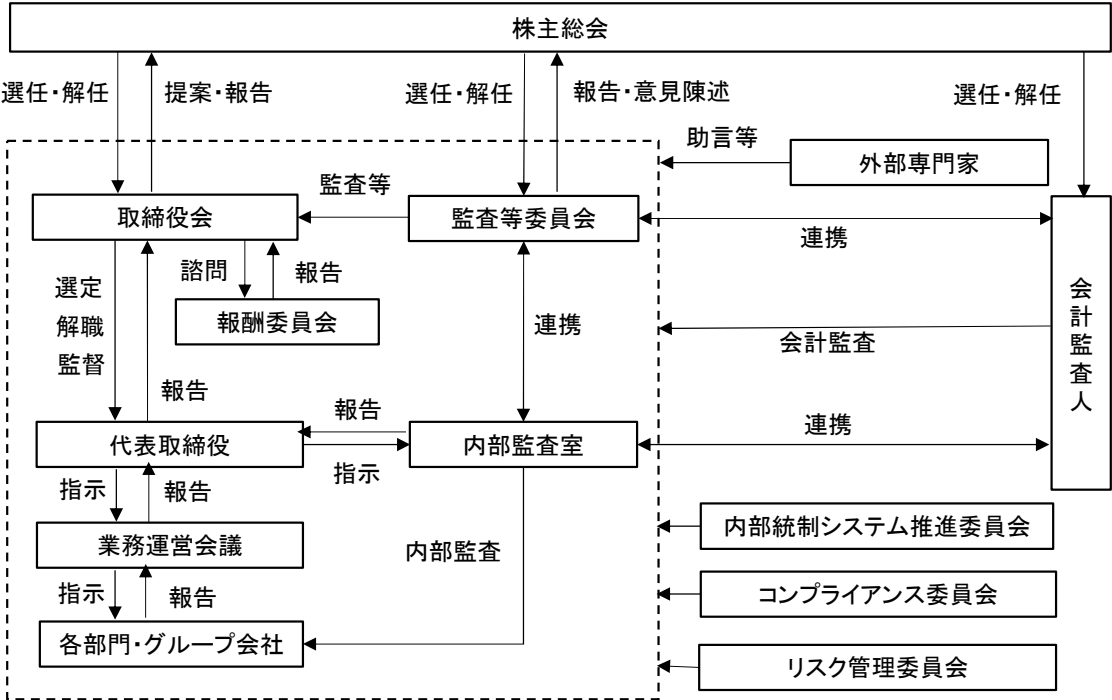 株主総会
選任・解任
提案・報告
選任・解任
報告・意見陳述
選任・解任
助言等
外部専門家
監査等
取締役会
監査等委員会
連携
諮問
報告
選定
解職
監督
報酬委員会
連携
会計監査
会計監査人
報告
報告
代表取締役
内部監査室
連携
指示
指示
報告
業務運営会議
内部監査
内部統制システム推進委員会
指示
報告
コンプライアンス委員会
各部門・グループ会社
リスク管理委員会